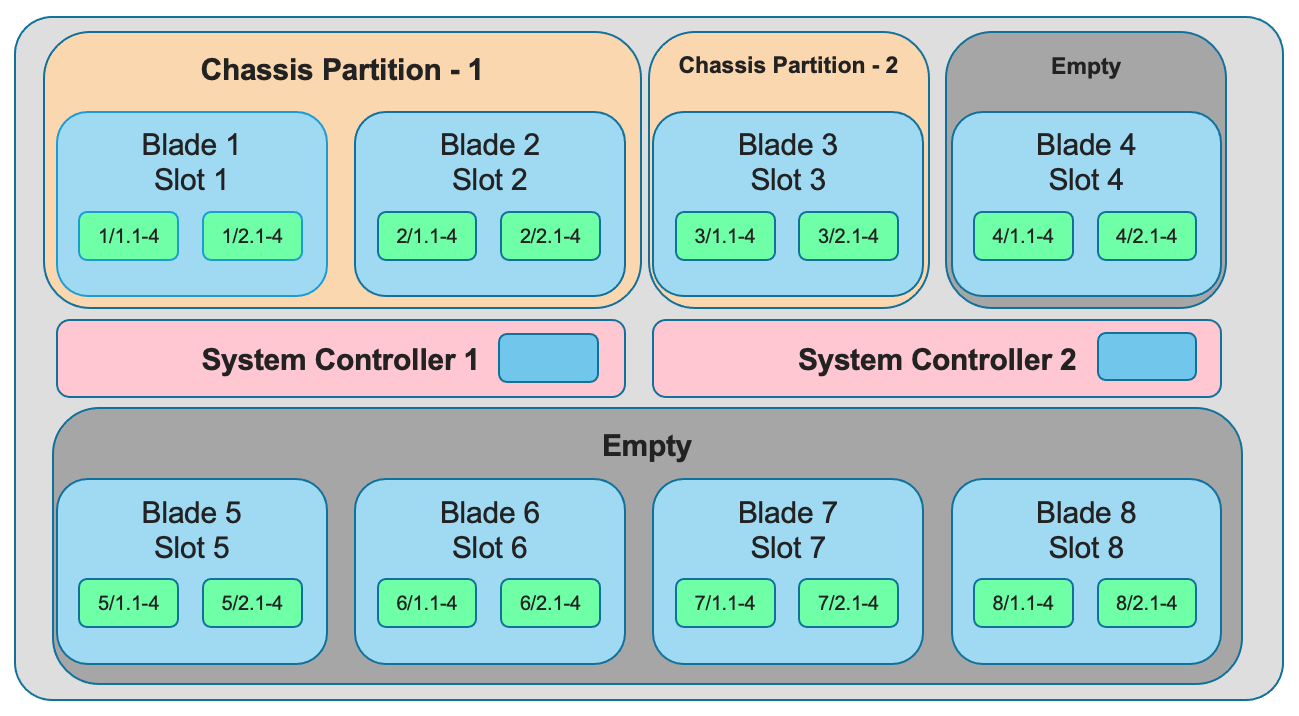 Chassis Partition - 1
Chassis Partition - 2
Empty
Blade 1
Slot 1
1/1.1-4
1/2.1-4
Blade 2
Slot 2
2/1.1-4
2/2.1-4
Blade 3
Slot 3
3/1.1-4
3/2.1-4
Blade 4
Slot 4
4/1.1-4
4/2.1-4
System Controller 1
System Controller 2
Empty
Blade 5
Slot 5
5/1.1-4
5/2.1-4
Blade 6
Slot 6
6/1.1-4
6/2.1-4
Blade 7
Slot 7
7/1.1-4
7/2.1-4
Blade 8
Slot 8
8/1.1-4
8/2.1-4